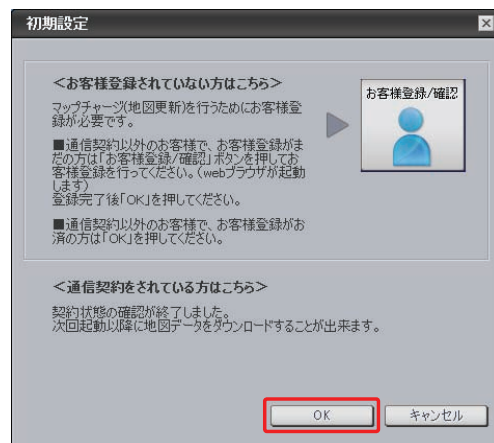 初期設定
<お客様登録されていない方はこちら>
マップチャージ(地図更新)を行うためにお客様登
録が必要です。
お客様登録/確認
■通信契約以外のお客様で、お客様登録がま
だの方は「お客様登録/確認」ボタンを押してお
客様登録を行ってください。(webブラウザが起動
します)
登録完了後「OK」を押してください。
■通信契約以外のお客様で、お客様登録がお
済の方は「OK」を押してください。
<通信契約をされている方はこちら>
契約状態の確認が終了しました。
次回起動以降に地図データをダウンロードすることが出来ます。
OK
キャンセル